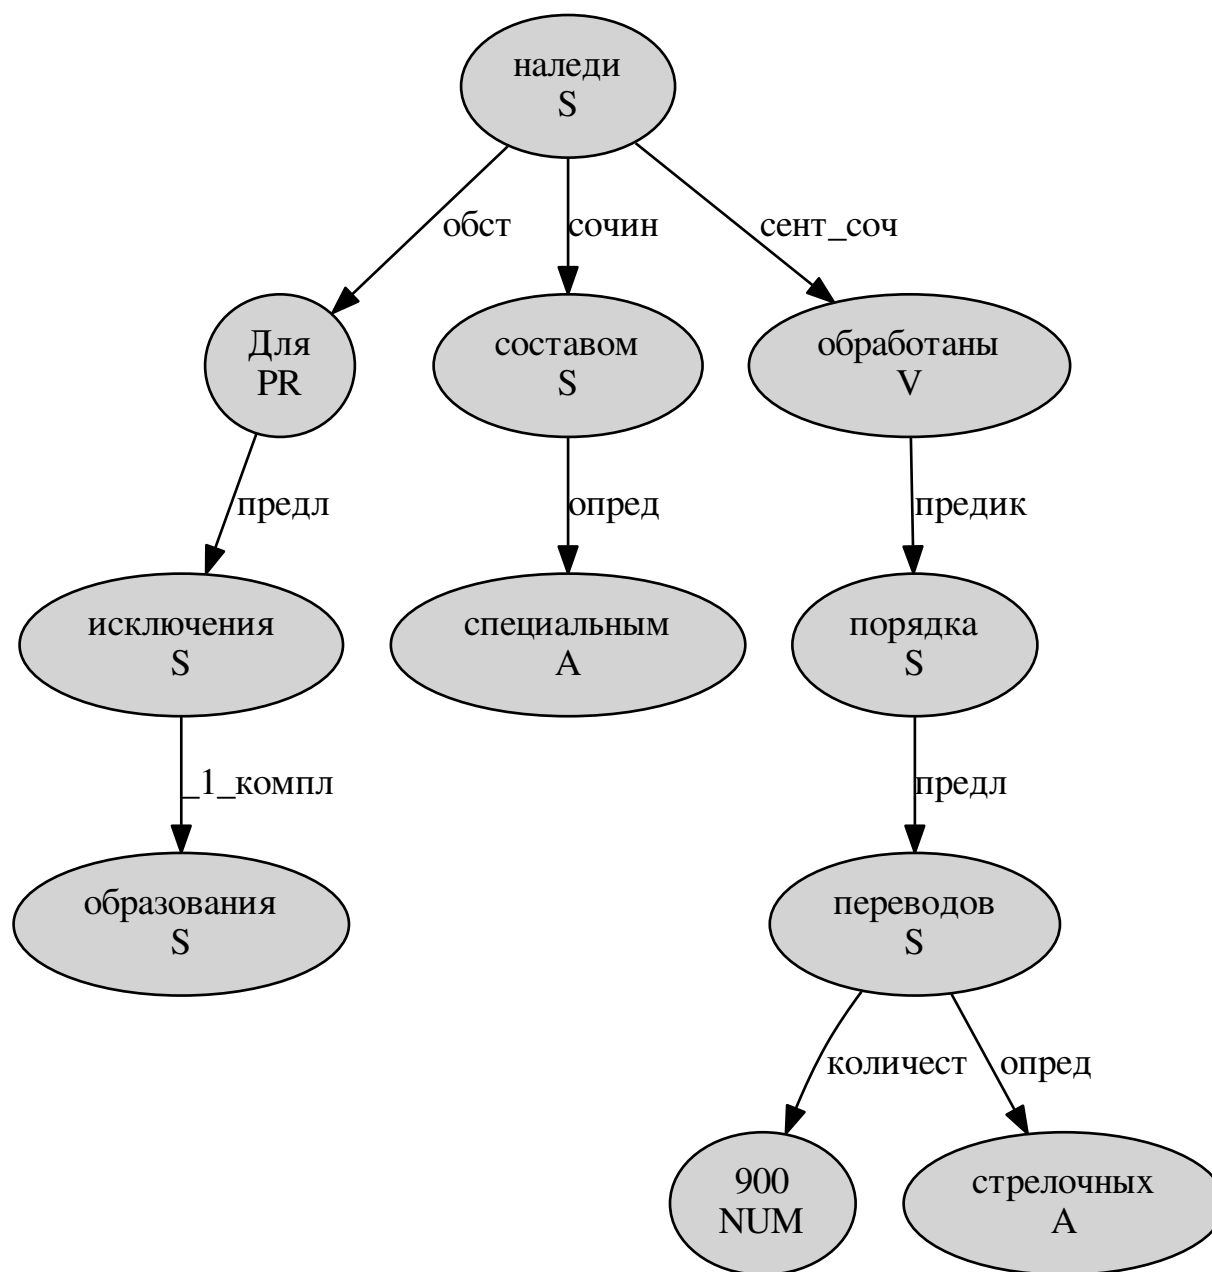 наледи
S
обст
сочин
сент_соч
Для
PR
составом
S
обработаны
V
предл
опред
предик
исключения
S
специальным
A
порядка
S
_1_компл
предл
образования
S
переводов
S
количест
опред
900
NUM
стрелочных
A